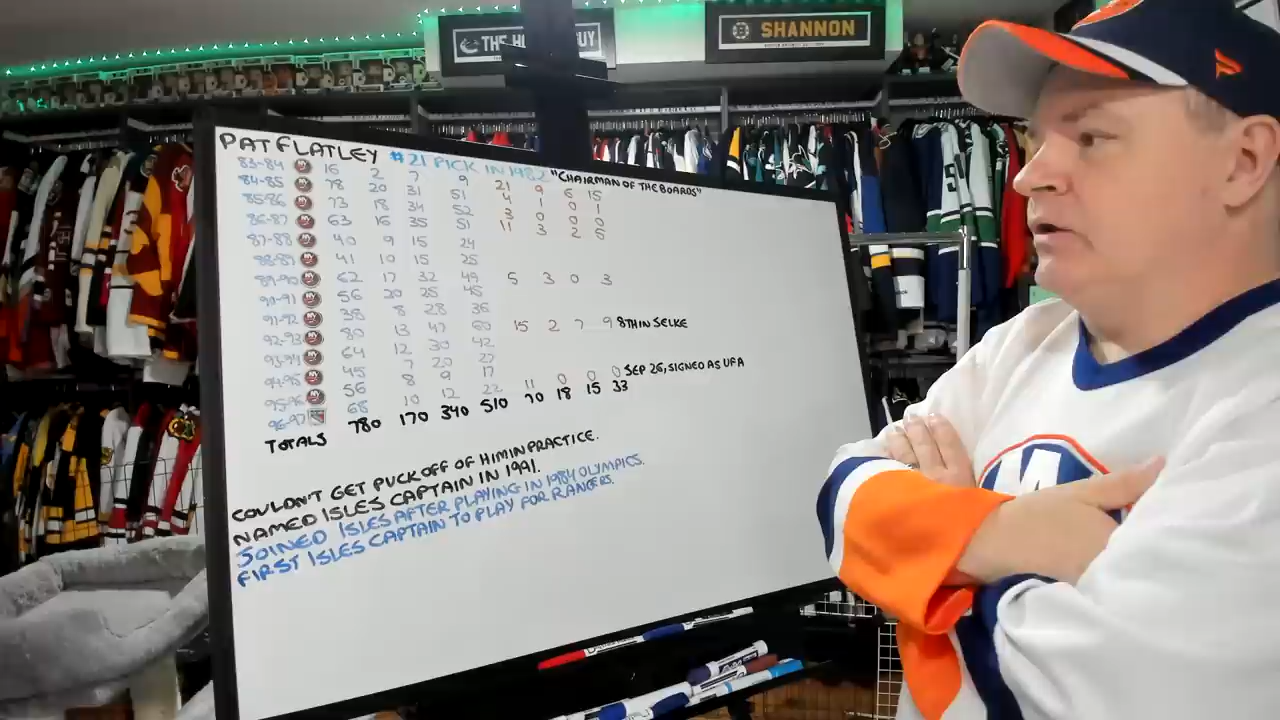 THE HOCKEY GUY
SHANNON
PAT FLATLEY #21 PICK IN 1982 "CHAIRMAN OF THE BOARDS"
83-84 16 2 7 9 21 9 6 15
84-85 78 20 31 51 4 1 0 1
85-86 73 18 34 52 3 0 0 0
86-87 63 16 35 51 11 3 2 5
87-88 40 9 15 24
88-89 41 10 15 25
89-90 62 17 32 49 5 3 0 3
90-91 56 20 25 45
91-92 38 8 28 36
92-93 80 13 47 60 15 2 7 9 8TH IN SELKE
93-94 64 12 30 42
94-95 45 7 20 27
95-96 56 8 9 17
96-97 68 10 12 22 11 0 0 0 SEP 26, SIGNED AS UFA
TOTALS 780 170 340 510 70 18 15 33
COULDN'T GET PUCK OFF OF HIM IN PRACTICE.
NAMED ISLES CAPTAIN IN 1991.
JOINED ISLES AFTER PLAYING IN 1984 OLYMPICS.
FIRST ISLES CAPTAIN TO PLAY FOR RANGERS.